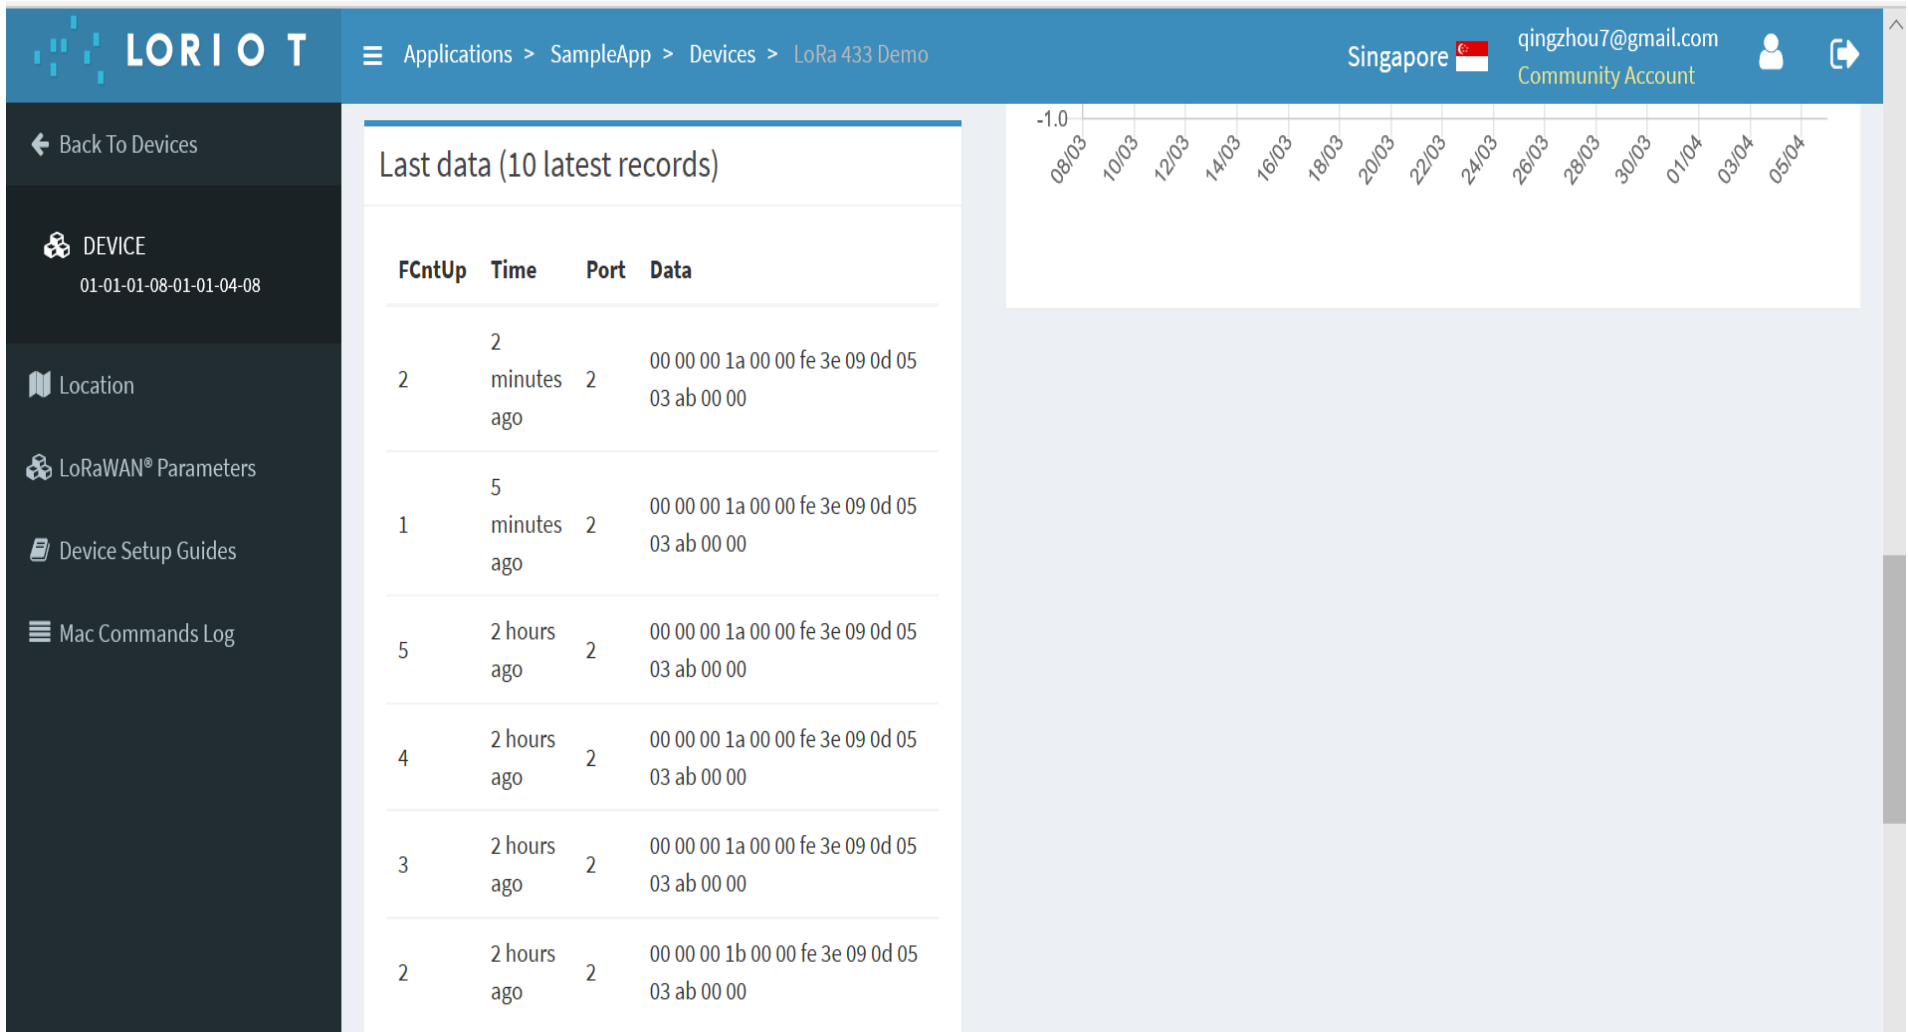 LORIOT
Applications > SampleApp > Devices > LoRa 433 Demo
Singapore
qingzhou7@gmail.com
Community Account
Back To Devices
DEVICE
01-01-01-08-01-01-04-08
Location
LoRaWAN® Parameters
Device Setup Guides
Mac Commands Log
Last data (10 latest records)
FCntUp Time Port Data
2 2 minutes ago 2 00 00 00 1a 00 00 fe 3e 09 0d 05 03 ab 00 00
1 5 minutes ago 2 00 00 00 1a 00 00 fe 3e 09 0d 05 03 ab 00 00
5 2 hours ago 2 00 00 00 1a 00 00 fe 3e 09 0d 05 03 ab 00 00
4 2 hours ago 2 00 00 00 1a 00 00 fe 3e 09 0d 05 03 ab 00 00
3 2 hours ago 2 00 00 00 1a 00 00 fe 3e 09 0d 05 03 ab 00 00
2 2 hours ago 2 00 00 00 1b 00 00 fe 3e 09 0d 05 03 ab 00 00
-1.0
08/03 10/03 12/03 14/03 16/03 18/03 20/03 22/03 24/03 26/03 28/03 30/03 01/04 03/04 05/04